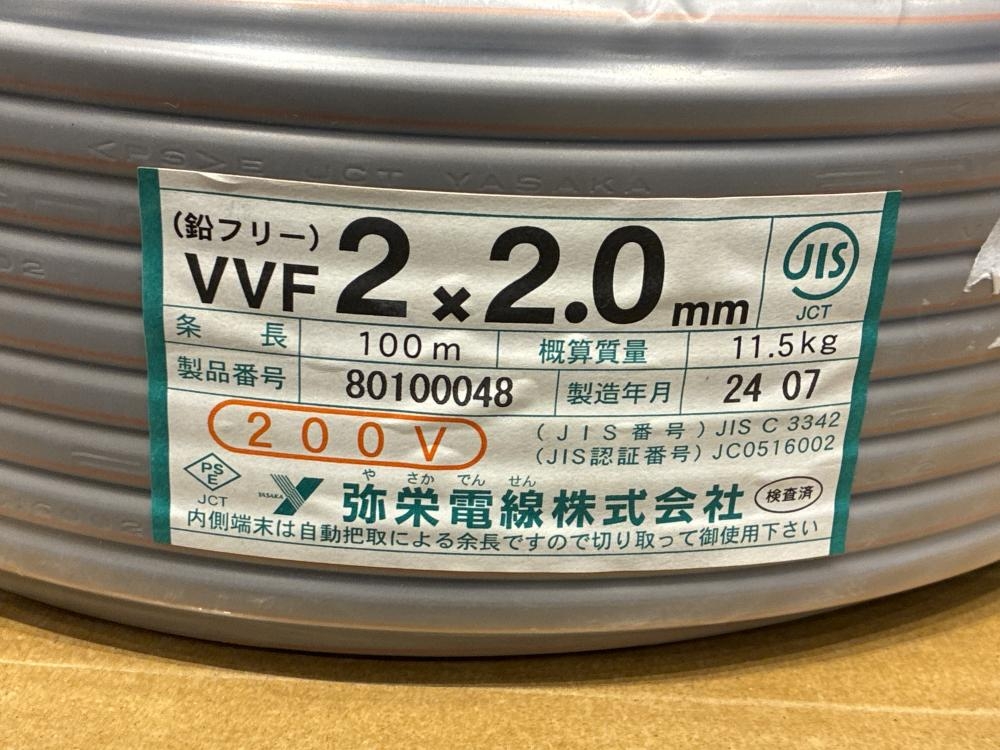 <PS>E JCT YASAKA
(鉛フリー)
VVF 2×2.0mm
JIS
JCT
条長 100m 概算質量 11.5kg
製品番号 80100048 製造年月 24 07
200V
(JIS番号) JIS C 3342
(JIS認証番号) JC0516002
PSE
JCT
YASAKA
や さか でん せん
弥栄電線株式会社
検査済
内側端末は自動把取による余長ですので切り取って御使用下さい